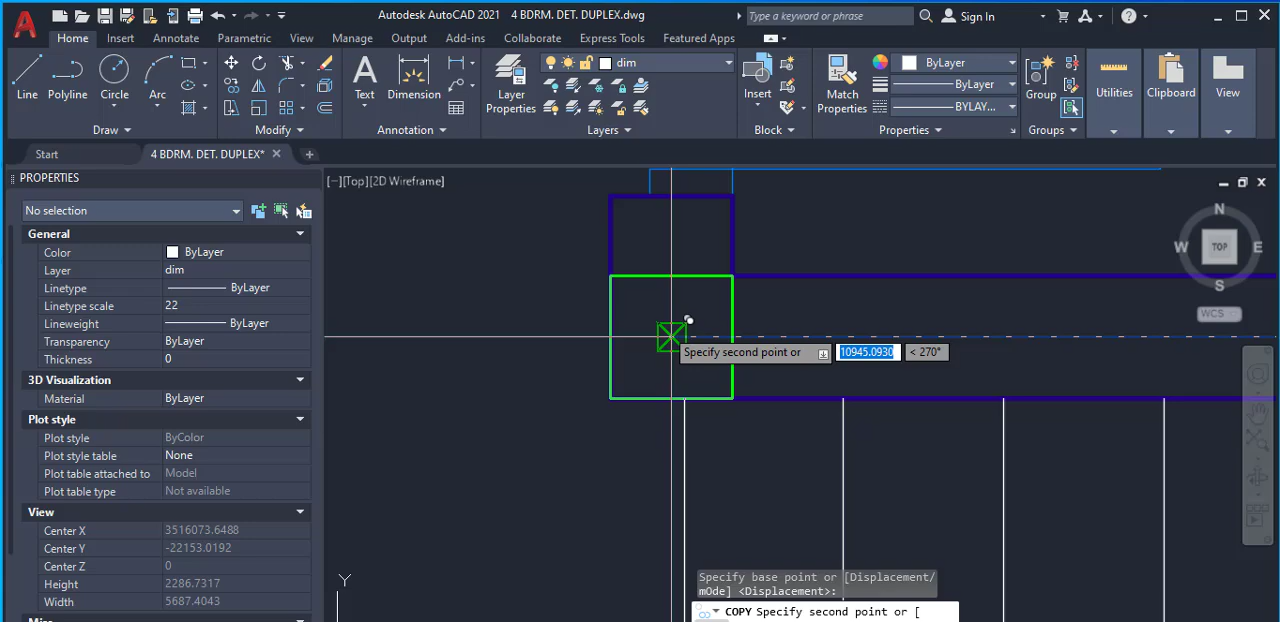 Autodesk AutoCAD 2021 4 BDRM. DET. DUPLEX.dwg
Type a keyword or phrase
Sign In
Home Insert Annotate Parametric View Manage Output Add-ins Collaborate Express Tools Featured Apps
dim
ByLayer
ByLayer
BYLAY...
Line Polyline Circle Arc
Text Dimension
Layer Properties
Insert
Match Properties
Group
Utilities
Clipboard
View
Draw
Modify
Annotation
Layers
Block
Properties
Groups
Start
4 BDRM. DET. DUPLEX*
PROPERTIES
No selection
General
Color ByLayer
Layer dim
Linetype ByLayer
Linetype scale 22
Lineweight ByLayer
Transparency ByLayer
Thickness 0
3D Visualization
Material ByLayer
Plot style
Plot style ByColor
Plot style table None
Plot table attached to Model
Plot table type Not available
View
Center X 3516073.6488
Center Y -22153.0192
Center Z 0
Height 2286.7317
Width 5687.4043
[−][Top][2D Wireframe]
N
W TOP E
S
WCS
Specify second point or
10945.0930
< 270°
Y
Specify base point or [Displacement/
mOde] <Displacement>:
COPY Specify second point or [